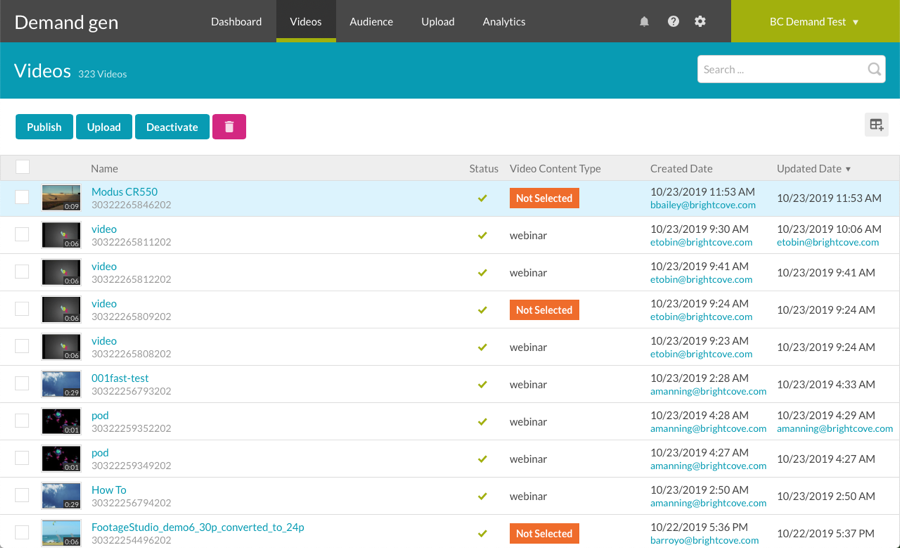 Demand gen
Dashboard Videos Audience Upload Analytics
BC Demand Test
Videos 323 Videos
Search ...
Publish Upload Deactivate
Name Status Video Content Type Created Date Updated Date
0:09 Modus CR550 Not Selected 10/23/2019 11:53 AM 10/23/2019 11:53 AM
30322265846202 bbailey@brightcove.com
0:06 video webinar 10/23/2019 9:30 AM 10/23/2019 10:06 AM
30322265811202 etobin@brightcove.com etobin@brightcove.com
0:06 video webinar 10/23/2019 9:41 AM 10/23/2019 9:41 AM
30322265812202 etobin@brightcove.com
0:06 video Not Selected 10/23/2019 9:24 AM 10/23/2019 9:24 AM
30322265809202 etobin@brightcove.com
0:06 video webinar 10/23/2019 9:23 AM 10/23/2019 9:24 AM
30322265808202 etobin@brightcove.com
0:29 001fast-test webinar 10/23/2019 2:28 AM 10/23/2019 4:33 AM
30322256793202 amanning@brightcove.com
0:01 pod webinar 10/23/2019 4:28 AM 10/23/2019 4:29 AM
30322259352202 amanning@brightcove.com amanning@brightcove.com
0:01 pod webinar 10/23/2019 4:27 AM 10/23/2019 4:27 AM
30322259349202 amanning@brightcove.com
0:29 How To webinar 10/23/2019 2:50 AM 10/23/2019 2:50 AM
30322256794202 amanning@brightcove.com
0:06 FootageStudio_demo6_30p_converted_to_24p Not Selected 10/22/2019 5:36 PM 10/22/2019 5:37 PM
30322254496202 barroyo@brightcove.com